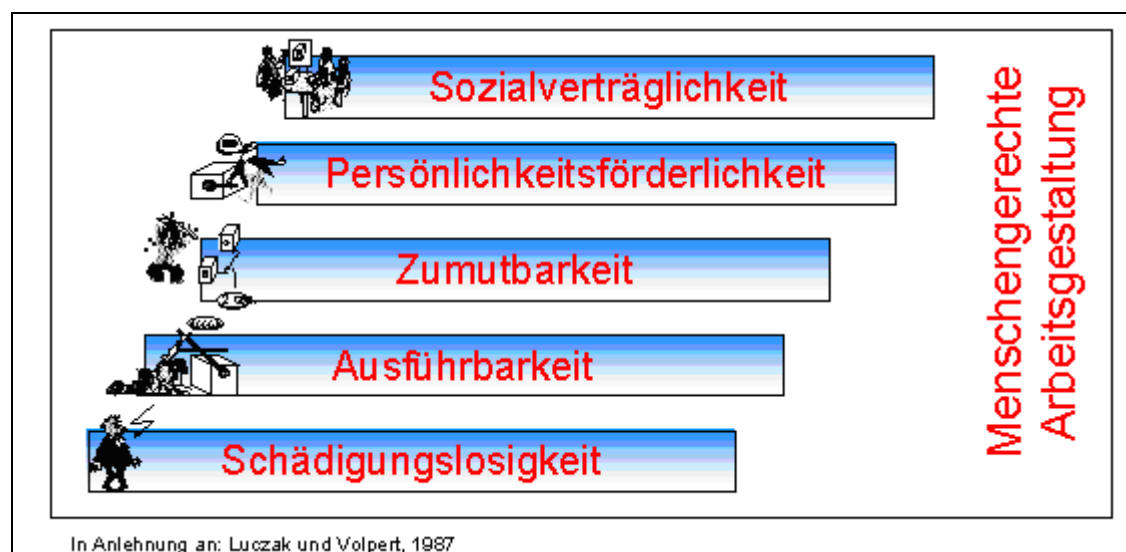 Sozialverträglichkeit
Persönlichkeitsförderlichkeit
Zumutbarkeit
Ausführbarkeit
Schädigungslosigkeit
Menschengerechte
Arbeitsgestaltung
In Anlehnung an: Luczak und Volpert, 1987